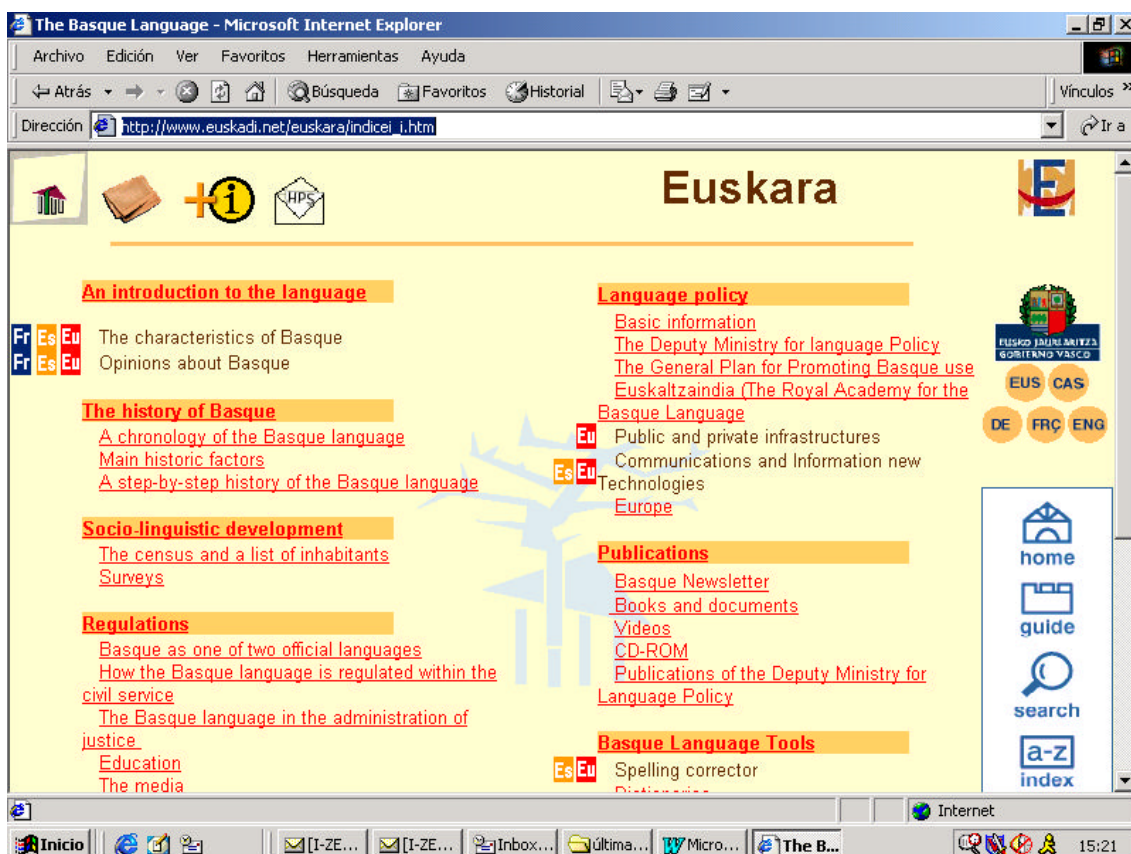 The Basque Language - Microsoft Internet Explorer
Archivo Edición Ver Favoritos Herramientas Ayuda
Atrás Búsqueda Favoritos Historial Vínculos »
Dirección http://www.euskadi.net/euskara/indicei_i.htm Ir a
+i HPS
Euskara
E
An introduction to the language
Fr Es Eu The characteristics of Basque
Fr Es Eu Opinions about Basque
The history of Basque
A chronology of the Basque language
Main historic factors
A step-by-step history of the Basque language
Socio-linguistic development
The census and a list of inhabitants
Surveys
Regulations
Basque as one of two official languages
How the Basque language is regulated within the
civil service
The Basque language in the administration of
justice
Education
The media
Language policy
Basic information
The Deputy Ministry for language Policy
The General Plan for Promoting Basque use
Euskaltzaindia (The Royal Academy for the
Basque Language
Eu Public and private infrastructures
Es Eu Communications and Information new
Technologies
Europe
Publications
Basque Newsletter
Books and documents
Videos
CD-ROM
Publications of the Deputy Ministry for
Language Policy
Basque Language Tools
Es Eu Spelling corrector
Dictionaries
EUSKO JAURLARITZA
GOBIERNO VASCO
EUS CAS
DE FRÇ ENG
home
guide
search
a-z
index
Internet
Inicio [I-ZE... [I-ZE... Inbox... última... Micro... The B... 15:21